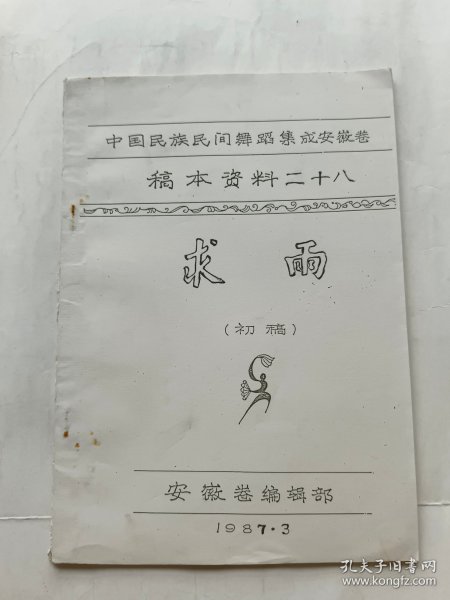 中国民族民间舞蹈集成安徽卷
稿本资料二十八
求雨
（初稿）
安徽卷编辑部
1987·3
孔夫子旧书网
www.kongfz.com